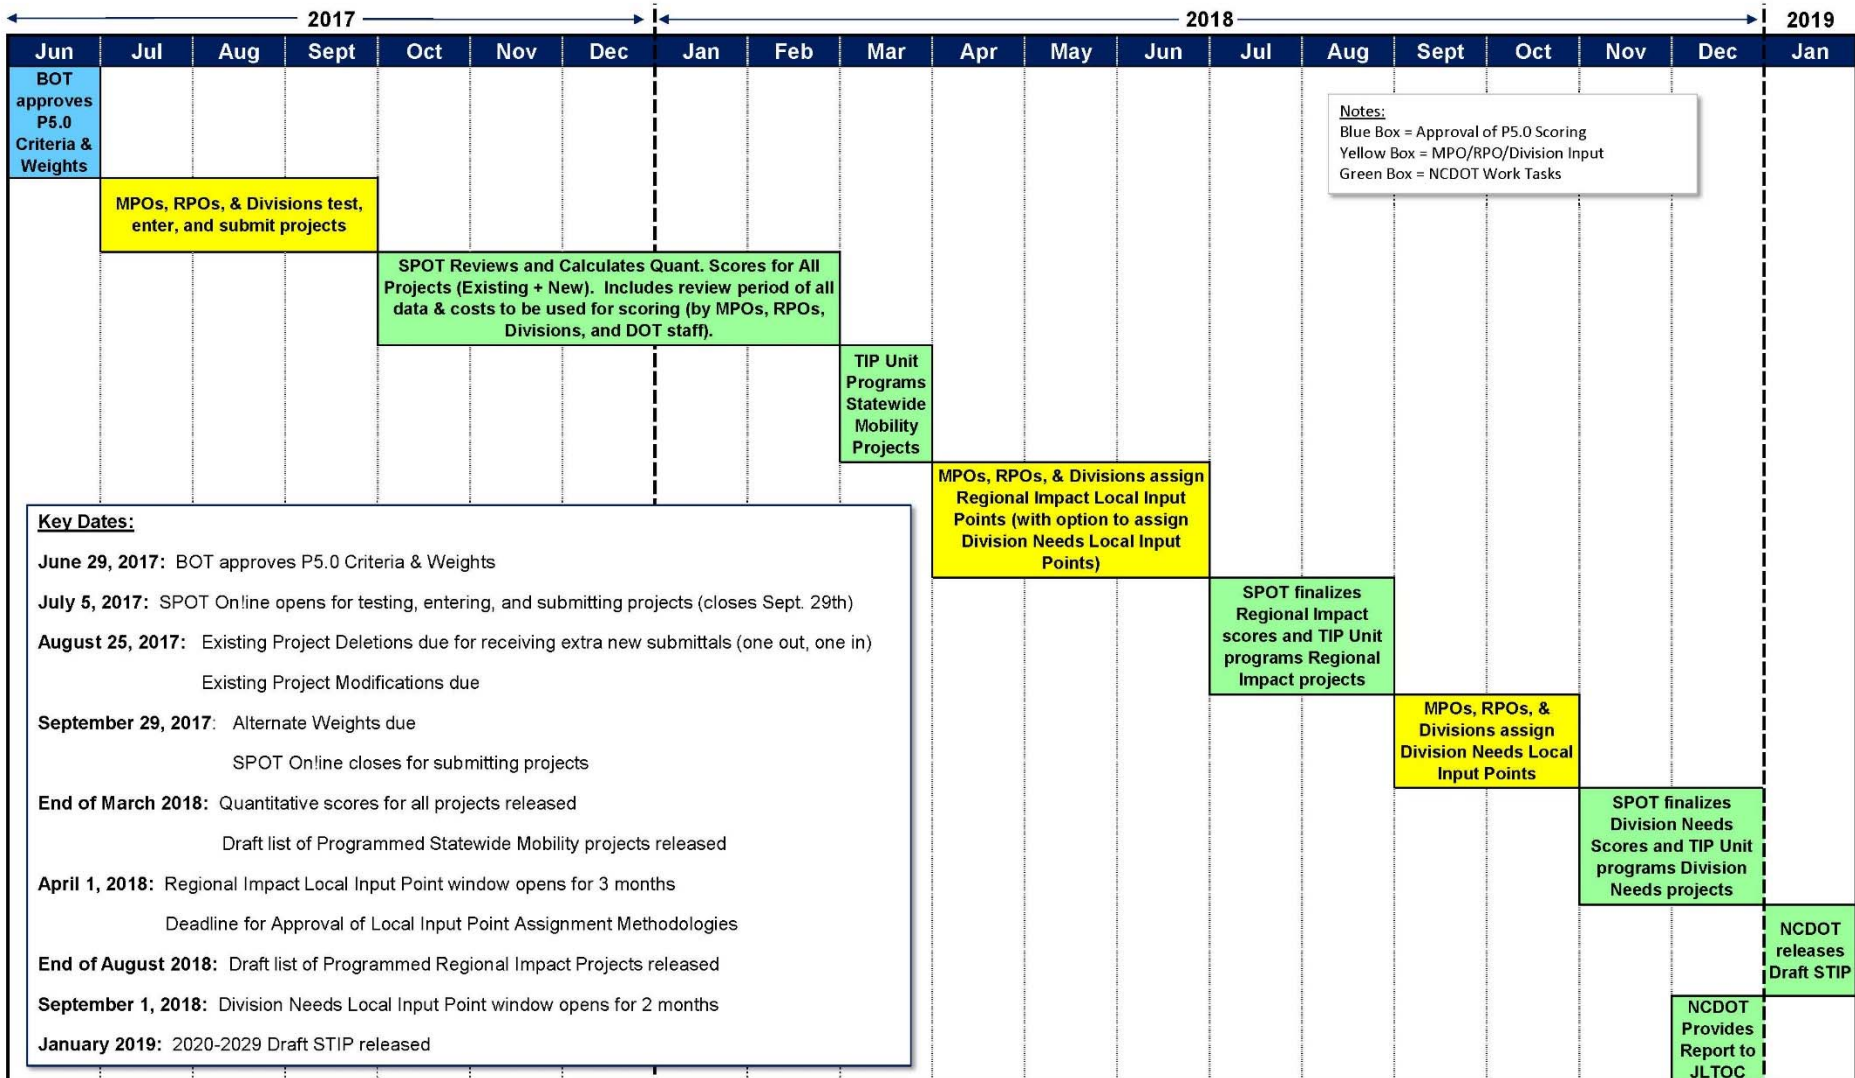 2017
2018
2019
Jun Jul Aug Sept Oct Nov Dec Jan Feb Mar Apr May Jun Jul Aug Sept Oct Nov Dec Jan
BOT
approves
P5.0
Criteria &
Weights
Notes:
Blue Box = Approval of P5.0 Scoring
Yellow Box = MPO/RPO/Division Input
Green Box = NCDOT Work Tasks
MPOs, RPOs, & Divisions test,
enter, and submit projects
SPOT Reviews and Calculates Quant. Scores for All
Projects (Existing + New). Includes review period of all
data & costs to be used for scoring (by MPOs, RPOs,
Divisions, and DOT staff).
TIP Unit
Programs
Statewide
Mobility
Projects
MPOs, RPOs, & Divisions assign
Regional Impact Local Input
Points (with option to assign
Division Needs Local Input
Points)
SPOT finalizes
Regional Impact
scores and TIP Unit
programs Regional
Impact projects
MPOs, RPOs, &
Divisions assign
Division Needs Local
Input Points
SPOT finalizes
Division Needs
Scores and TIP Unit
programs Division
Needs projects
NCDOT
releases
Draft STIP
NCDOT
Provides
Report to
JLTOC
Key Dates:
June 29, 2017: BOT approves P5.0 Criteria & Weights
July 5, 2017: SPOT On!ine opens for testing, entering, and submitting projects (closes Sept. 29th)
August 25, 2017: Existing Project Deletions due for receiving extra new submittals (one out, one in)
Existing Project Modifications due
September 29, 2017: Alternate Weights due
SPOT On!ine closes for submitting projects
End of March 2018: Quantitative scores for all projects released
Draft list of Programmed Statewide Mobility projects released
April 1, 2018: Regional Impact Local Input Point window opens for 3 months
Deadline for Approval of Local Input Point Assignment Methodologies
End of August 2018: Draft list of Programmed Regional Impact Projects released
September 1, 2018: Division Needs Local Input Point window opens for 2 months
January 2019: 2020-2029 Draft STIP released